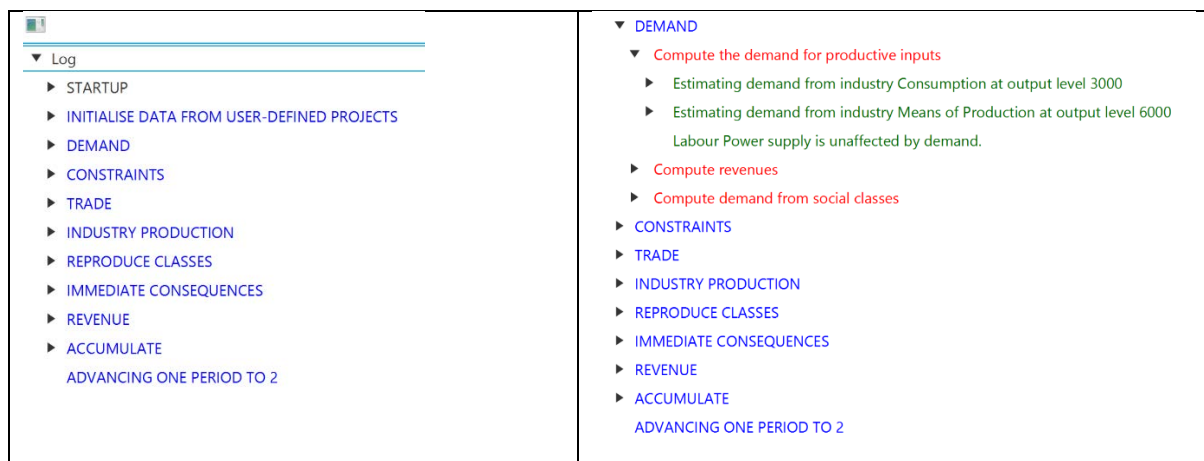 Log
STARTUP
INITIALISE DATA FROM USER-DEFINED PROJECTS
DEMAND
CONSTRAINTS
TRADE
INDUSTRY PRODUCTION
REPRODUCE CLASSES
IMMEDIATE CONSEQUENCES
REVENUE
ACCUMULATE
ADVANCING ONE PERIOD TO 2
DEMAND
Compute the demand for productive inputs
Estimating demand from industry Consumption at output level 3000
Estimating demand from industry Means of Production at output level 6000
Labour Power supply is unaffected by demand.
Compute revenues
Compute demand from social classes
CONSTRAINTS
TRADE
INDUSTRY PRODUCTION
REPRODUCE CLASSES
IMMEDIATE CONSEQUENCES
REVENUE
ACCUMULATE
ADVANCING ONE PERIOD TO 2